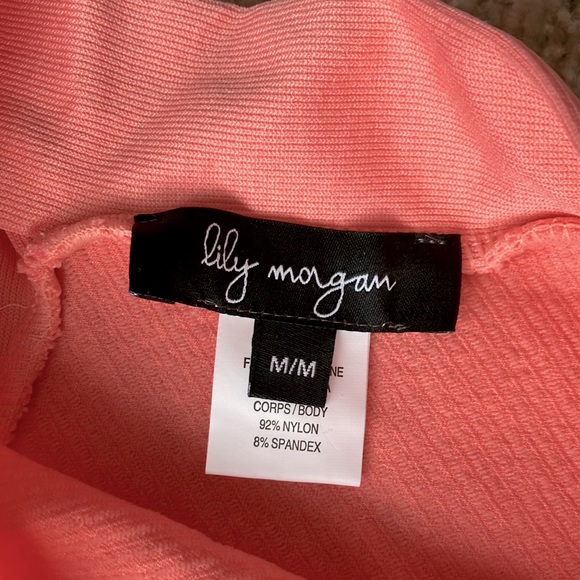 lily morgan
M/M
CORPS/BODY
92% NYLON
8% SPANDEX